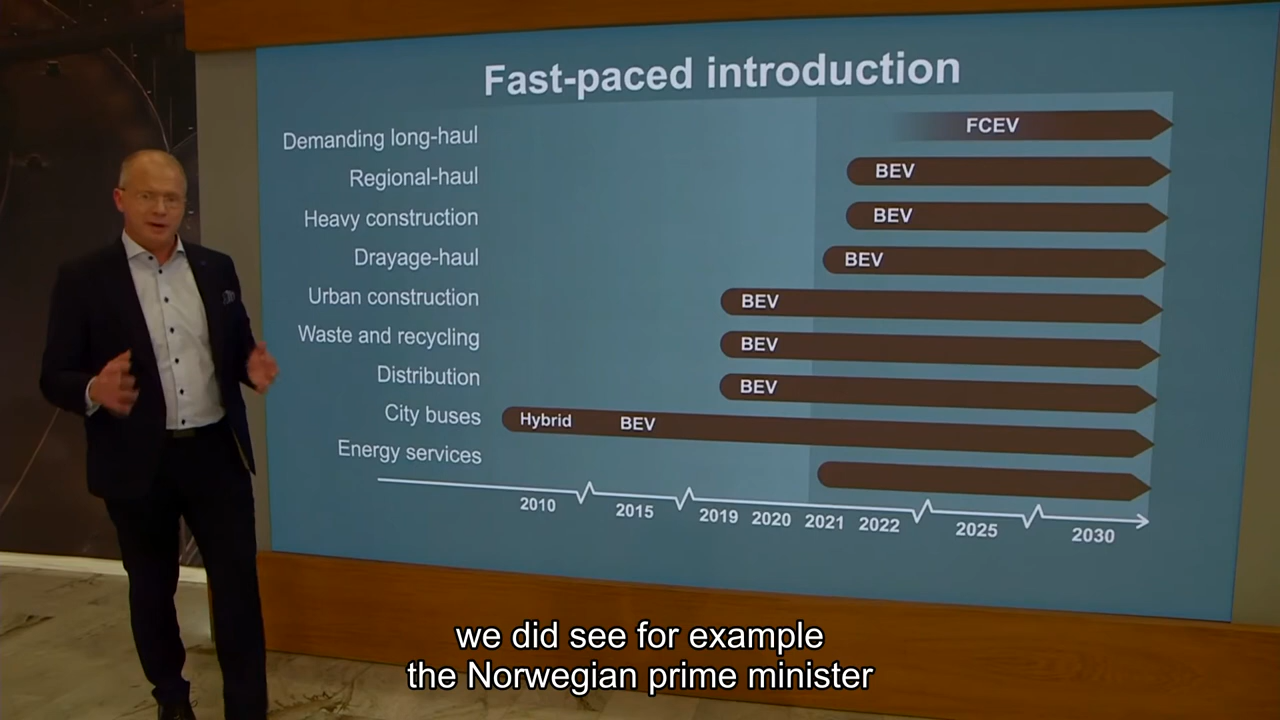 Fast-paced introduction
Demanding long-haul FCEV
Regional-haul BEV
Heavy construction BEV
Drayage-haul BEV
Urban construction BEV
Waste and recycling BEV
Distribution BEV
City buses Hybrid BEV
Energy services
2010 2015 2019 2020 2021 2022 2025 2030
we did see for example
the Norwegian prime minister